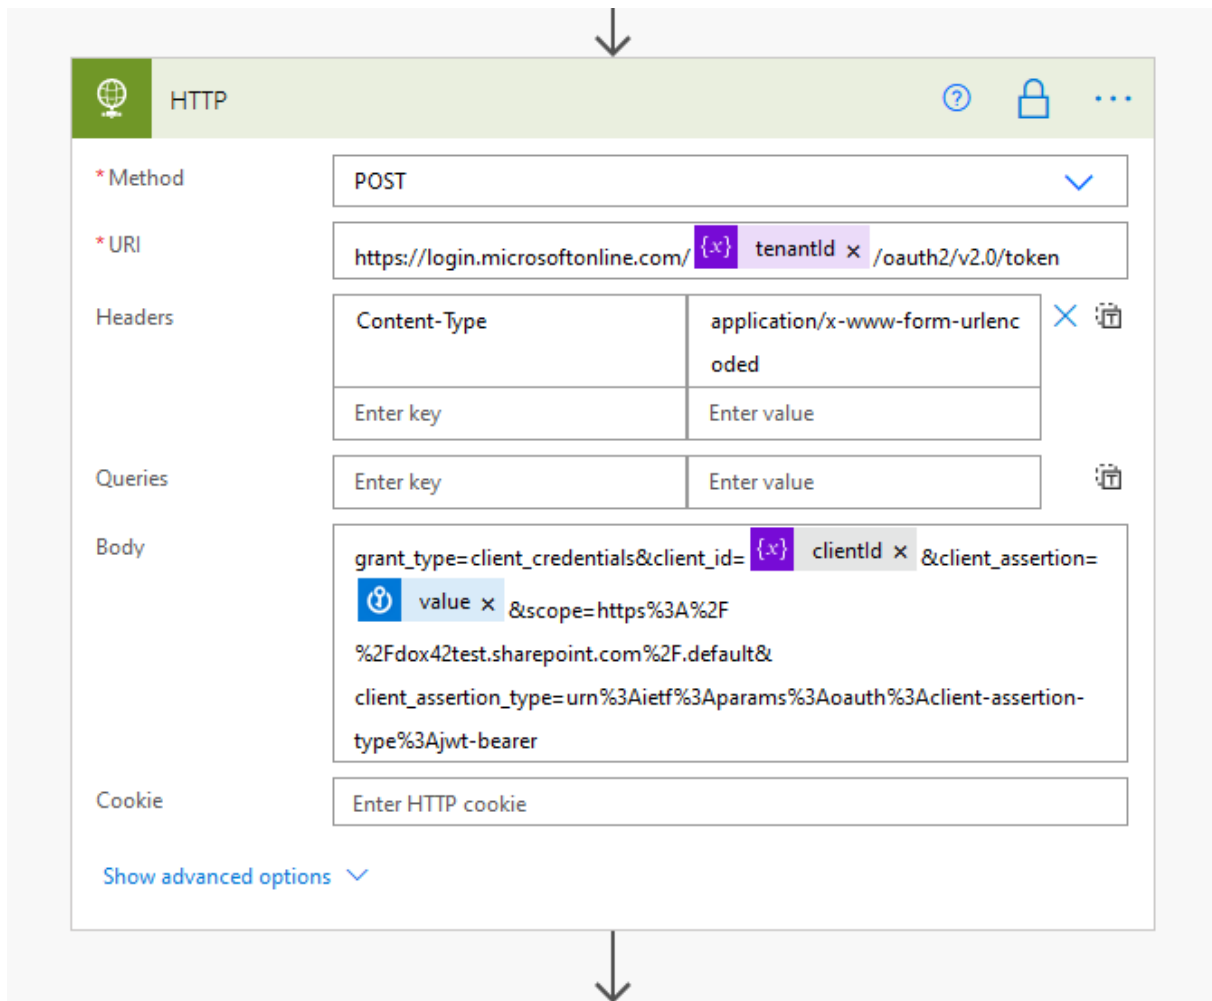 HTTP
* Method
POST
* URI
https://login.microsoftonline.com/ {x} tenantId × /oauth2/v2.0/token
Headers
Content-Type
application/x-www-form-urlenc
oded
Enter key
Enter value
Queries
Enter key
Enter value
Body
grant_type=client_credentials&client_id= {x} clientId × &client_assertion=
value × &scope=https%3A%2F
%2Fdox42test.sharepoint.com%2F.default&
client_assertion_type=urn%3Aietf%3Aparams%3Aoauth%3Aclient-assertion-
type%3Ajwt-bearer
Cookie
Enter HTTP cookie
Show advanced options